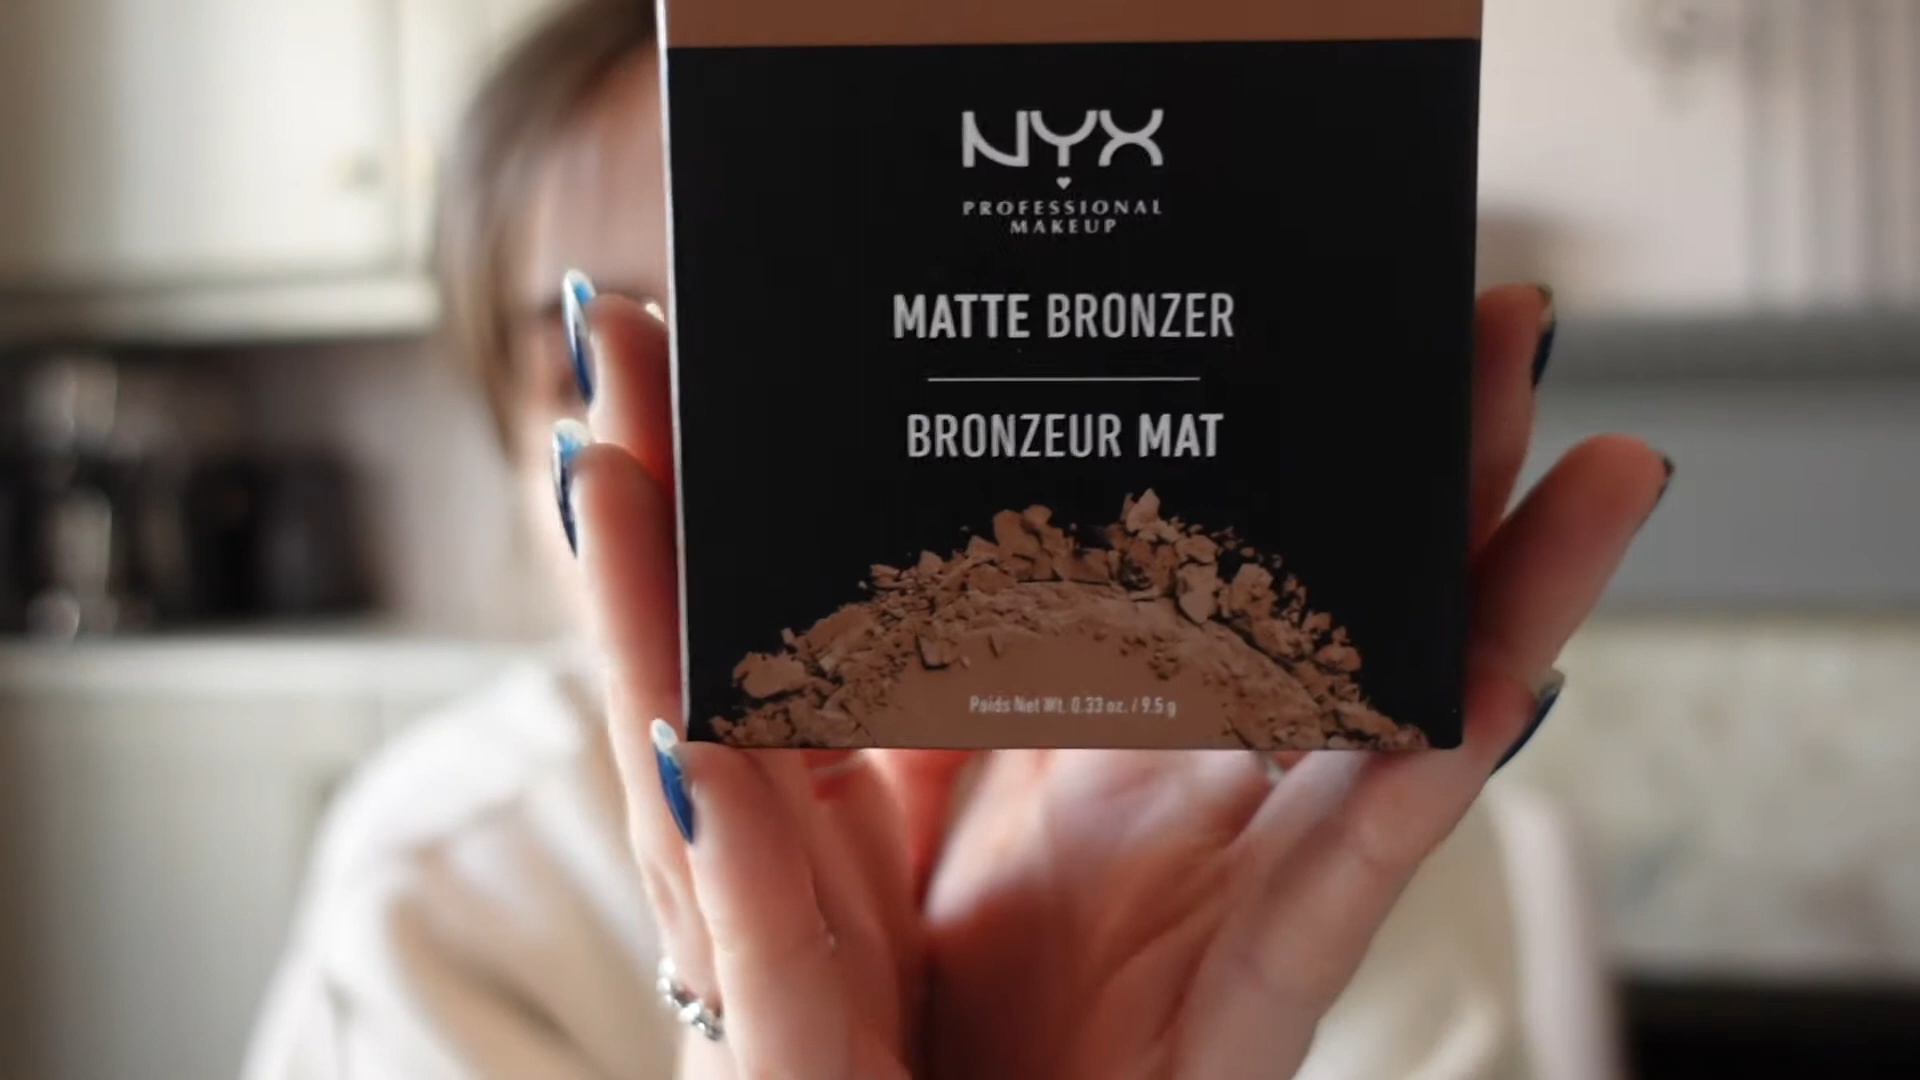 NYX
PROFESSIONAL
MAKEUP
MATTE BRONZER
BRONZEUR MAT
Poids Net Wt. 0.33 oz. / 9.5 g